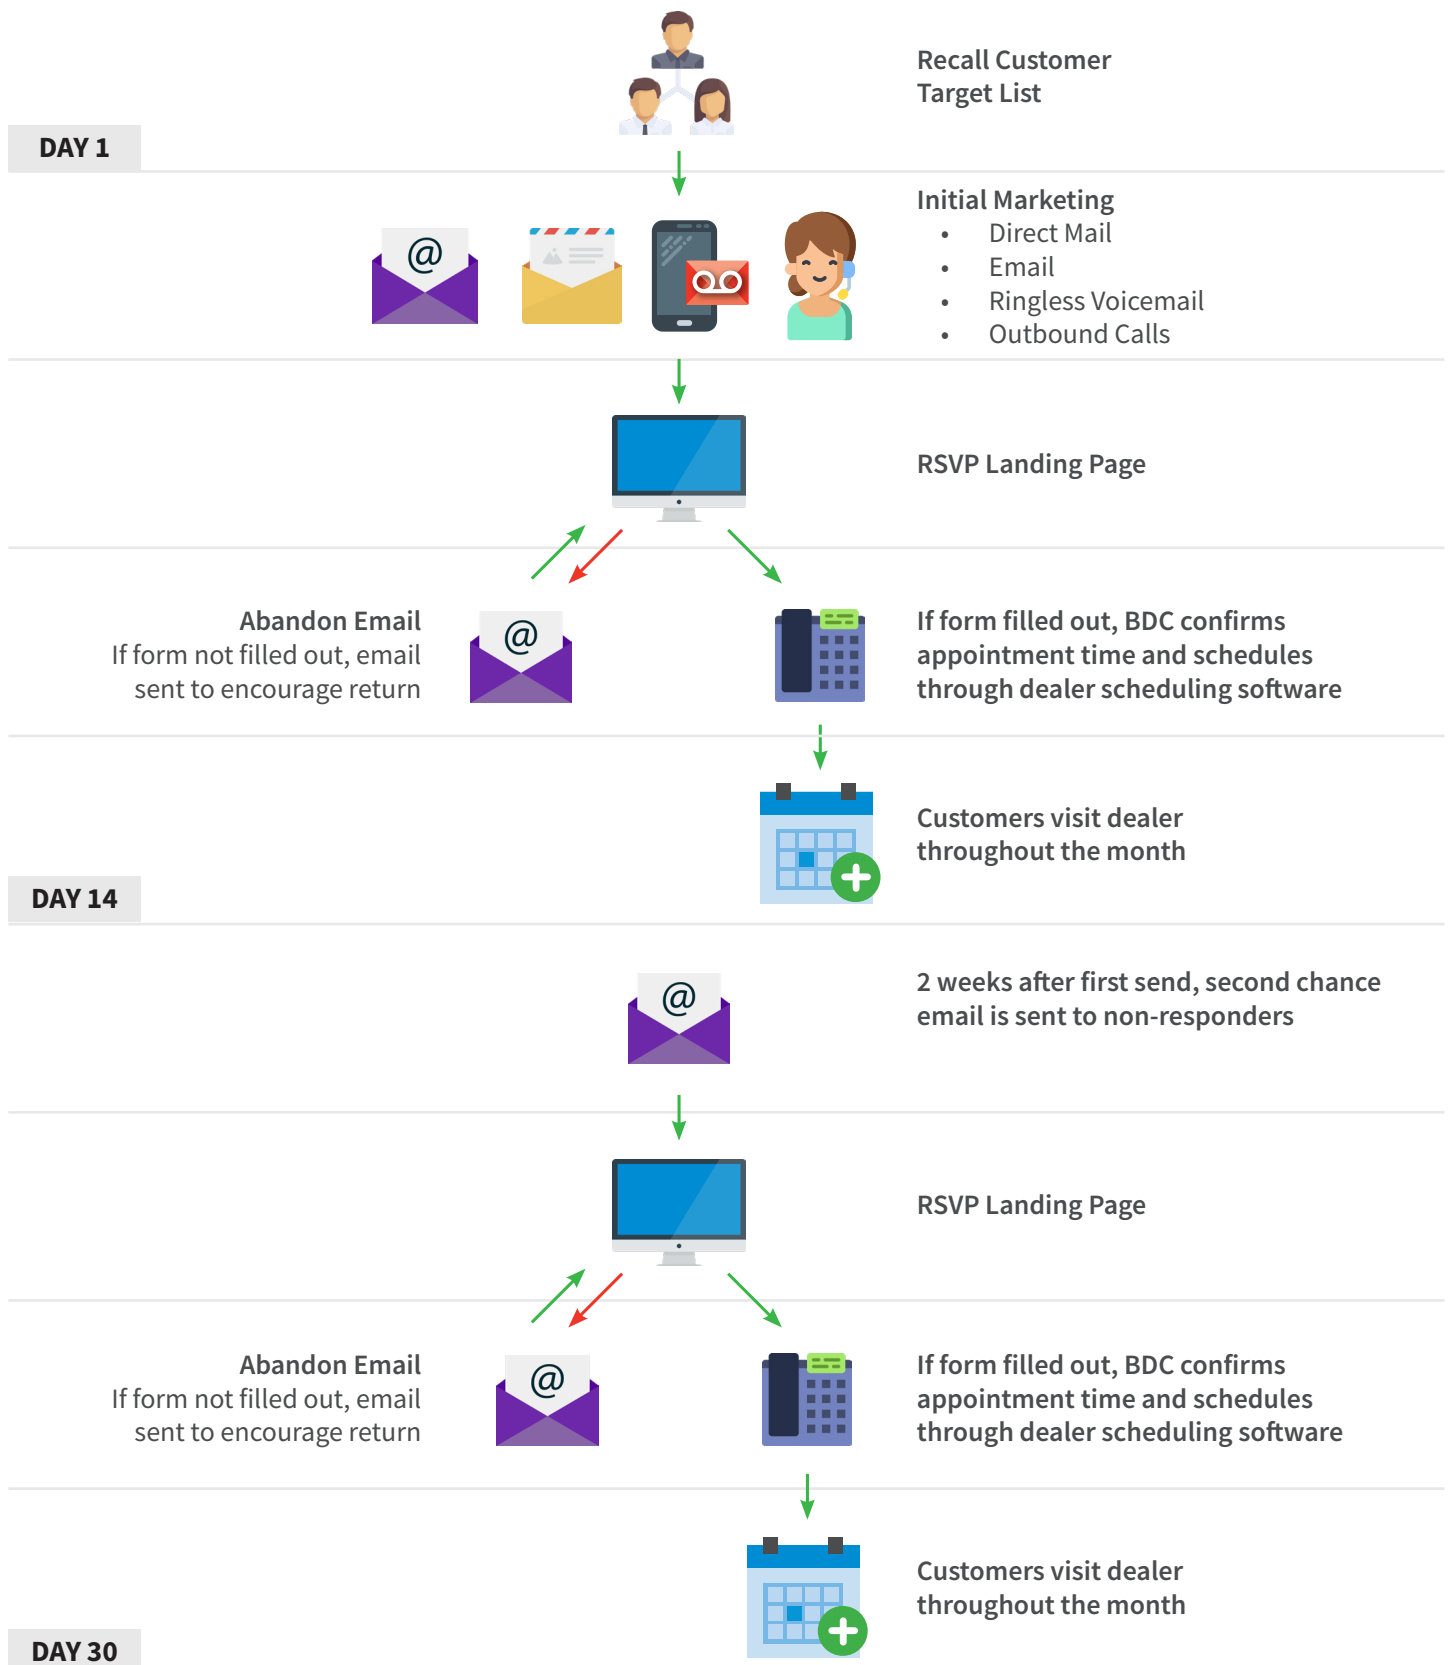 Recall Customer
Target List
DAY 1
Initial Marketing
• Direct Mail
• Email
• Ringless Voicemail
• Outbound Calls
@
RSVP Landing Page
Abandon Email
If form not filled out, email
sent to encourage return
@
If form filled out, BDC confirms
appointment time and schedules
through dealer scheduling software
Customers visit dealer
throughout the month
DAY 14
2 weeks after first send, second chance
email is sent to non-responders
@
RSVP Landing Page
Abandon Email
If form not filled out, email
sent to encourage return
@
If form filled out, BDC confirms
appointment time and schedules
through dealer scheduling software
Customers visit dealer
throughout the month
DAY 30